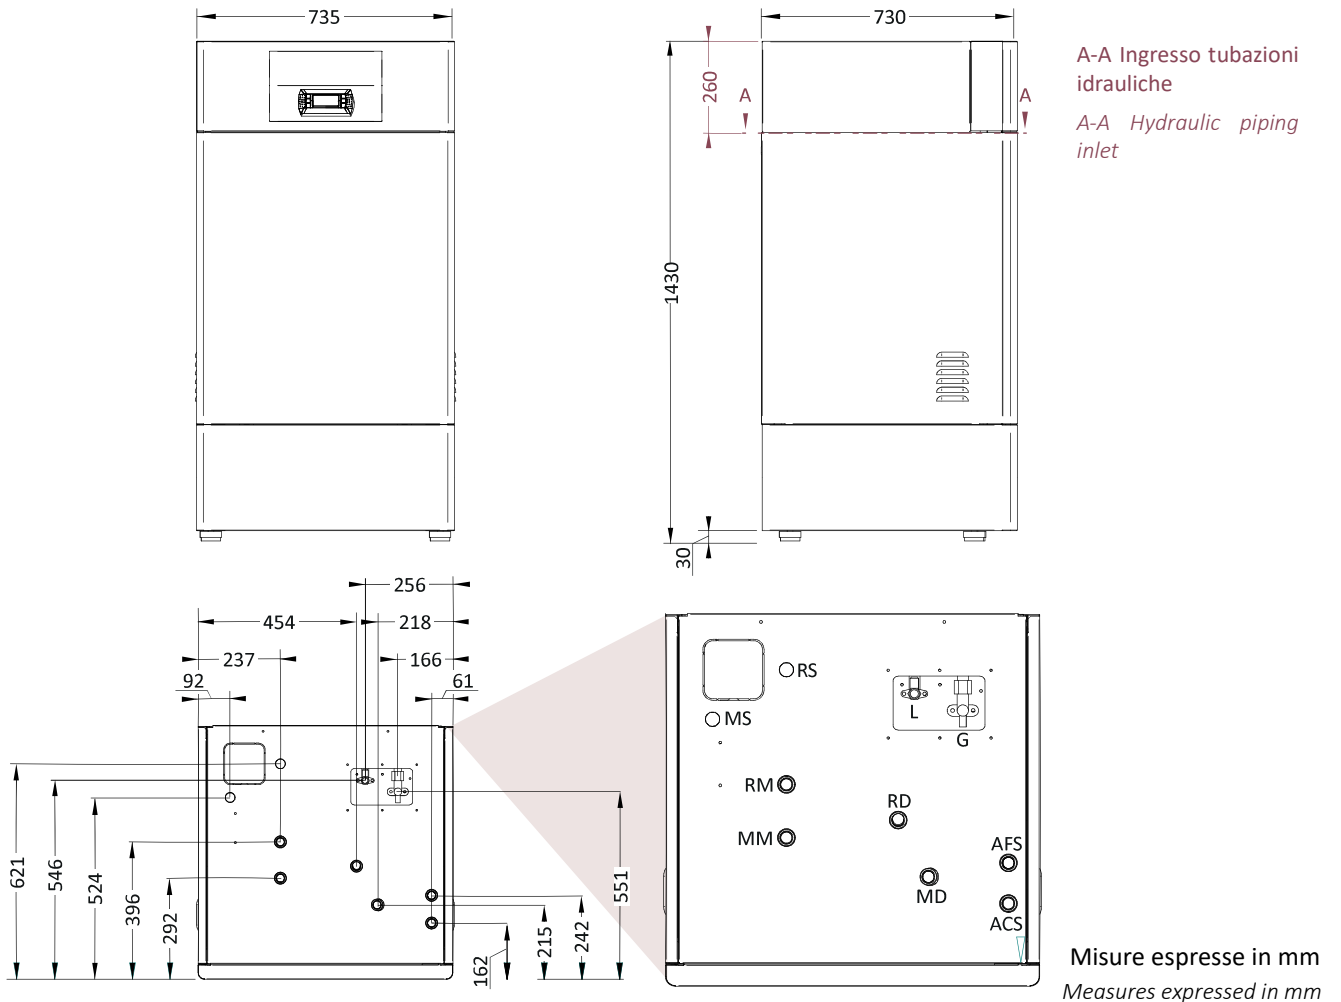 735
730
A-A Ingresso tubazioni
idrauliche
A-A Hydraulic piping
inlet
260
A
A
1430
30
256
454
218
237
166
92
61
621
546
524
396
292
551
242
215
162
RS
MS
L
G
RM
RD
MM
AFS
MD
ACS
Misure espresse in mm
Measures expressed in mm